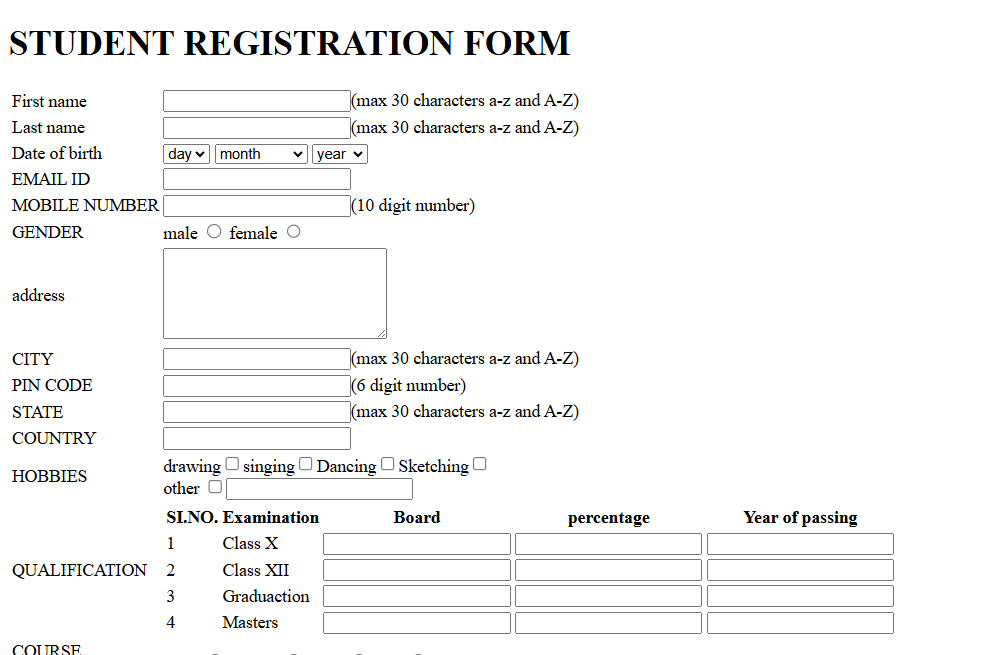 STUDENT REGISTRATION FORM
First name (max 30 characters a-z and A-Z)
Last name (max 30 characters a-z and A-Z)
Date of birth day month year
EMAIL ID
MOBILE NUMBER (10 digit number)
GENDER male female
address
CITY (max 30 characters a-z and A-Z)
PIN CODE (6 digit number)
STATE (max 30 characters a-z and A-Z)
COUNTRY
HOBBIES drawing singing Dancing Sketching
other
SI.NO. Examination Board percentage Year of passing
1 Class X
QUALIFICATION 2 Class XII
3 Graduaction
4 Masters
COURSE